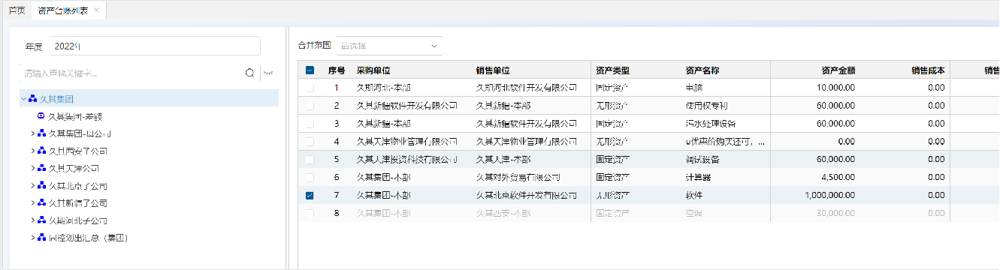 首页 资产台账列表
年度 2022年
请输入查找关键字...
久其集团
久其集团-差额
久其集团-母公司
久其西安子公司
久其天津公司
久其北京子公司
久其新疆子公司
久期河北子公司
同控划出汇总（集团）
合并范围 请选择
序号 采购单位 销售单位 资产类型 资产名称 资产金额 销售成本 销售
1 久期河北-本部 久期河北软件开发有限公司 固定资产 电脑 10,000.00 0.00
2 久其新疆软件开发有限公司 久其新疆-本部 无形资产 使用权专利 60,000.00 0.00
3 久其新疆-本部 久其新疆软件开发有限公司 固定资产 污水处理设备 60,000.00 0.00
4 久其天津物业管理有限公司 久其天津物业管理有限公司 无形资产 u优惠价购买还可，... 0.00 0.00
5 久其天津投资科技有限公司 久其天津-本部 固定资产 调试设备 60,000.00 0.00
6 久其集团-本部 久其对外贸易有限公司 固定资产 计算器 4,500.00 0.00
7 久其集团-本部 久其北京软件开发有限公司 无形资产 软件 1,000,000.00 0.00
8 久其集团-本部 久其西安-本部 固定资产 空调 30,000.00 0.00